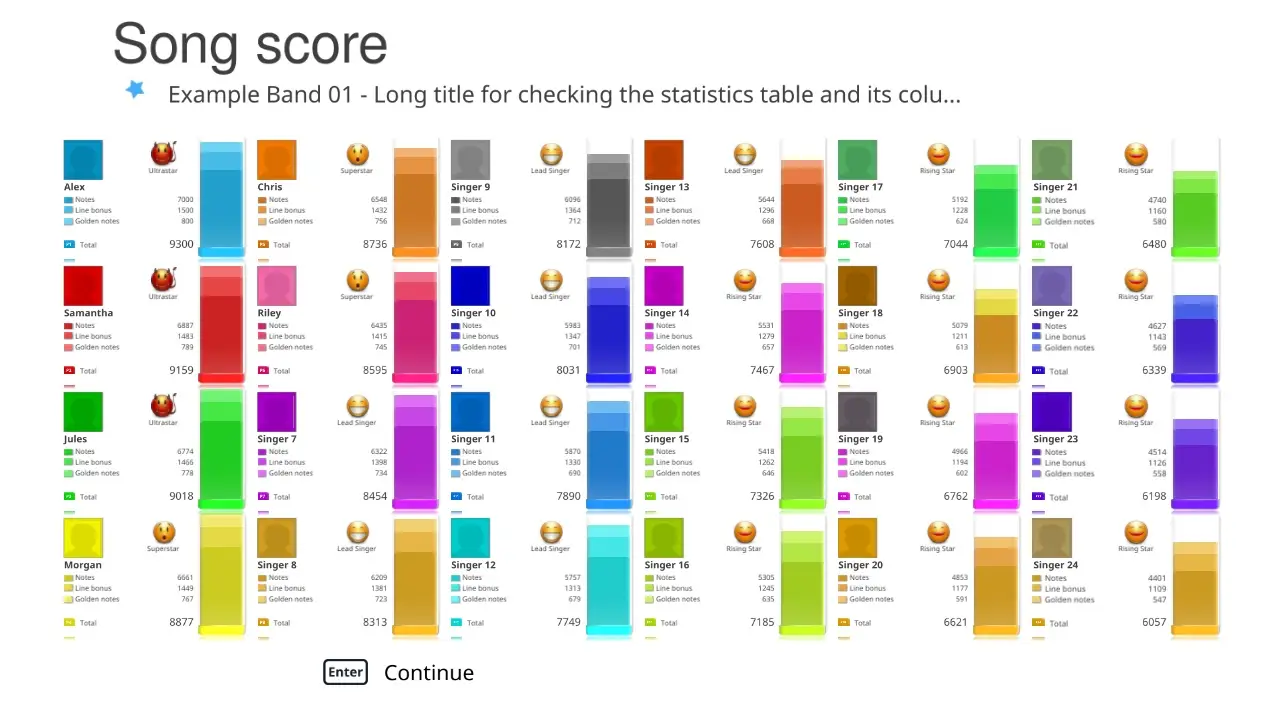 Song score
Example Band 01 - Long title for checking the statistics table and its colu...
Ultrastar
Alex
Notes 7000
Line bonus 1500
Golden notes 800
P1 Total 9300
Superstar
Chris
Notes 6548
Line bonus 1432
Golden notes 756
Total 8736
Lead Singer
Singer 9
Notes 6096
Line bonus 1364
Golden notes 712
Total 8172
Lead Singer
Singer 13
Notes 5644
Line bonus 1296
Golden notes 668
Total 7608
Rising Star
Singer 17
Notes 5192
Line bonus 1228
Golden notes 624
Total 7044
Rising Star
Singer 21
Notes 4740
Line bonus 1160
Golden notes 580
Total 6480
Ultrastar
Samantha
Notes 6887
Line bonus 1483
Golden notes 789
Total 9159
Superstar
Riley
Notes 6435
Line bonus 1415
Golden notes 745
Total 8595
Lead Singer
Singer 10
Notes 5983
Line bonus 1347
Golden notes 701
Total 8031
Rising Star
Singer 14
Notes 5531
Line bonus 1279
Golden notes 657
Total 7467
Rising Star
Singer 18
Notes 5079
Line bonus 1211
Golden notes 613
Total 6903
Rising Star
Singer 22
Notes 4627
Line bonus 1143
Golden notes 569
Total 6339
Ultrastar
Jules
Notes 6774
Line bonus 1466
Golden notes 778
Total 9018
Lead Singer
Singer 7
Notes 6322
Line bonus 1398
Golden notes 734
P7 Total 8454
Lead Singer
Singer 11
Notes 5870
Line bonus 1330
Golden notes 690
Total 7890
Rising Star
Singer 15
Notes 5418
Line bonus 1262
Golden notes 646
Total 7326
Rising Star
Singer 19
Notes 4966
Line bonus 1194
Golden notes 602
Total 6762
Rising Star
Singer 23
Notes 4514
Line bonus 1126
Golden notes 558
Total 6198
Superstar
Morgan
Notes 6661
Line bonus 1449
Golden notes 767
Total 8877
Lead Singer
Singer 8
Notes 6209
Line bonus 1381
Golden notes 723
Total 8313
Lead Singer
Singer 12
Notes 5757
Line bonus 1313
Golden notes 679
Total 7749
Rising Star
Singer 16
Notes 5305
Line bonus 1245
Golden notes 635
Total 7185
Rising Star
Singer 20
Notes 4853
Line bonus 1177
Golden notes 591
Total 6621
Rising Star
Singer 24
Notes 4401
Line bonus 1109
Golden notes 547
Total 6057
Enter Continue